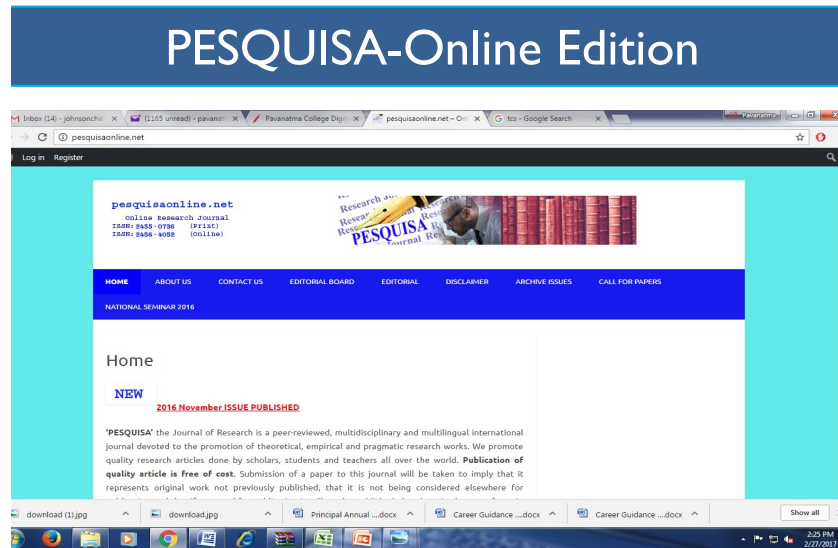 PESQUISA-Online Edition
Inbox (14) - johnsoncha
(1165 unread) - pavanat
Pavanatma College Digit
pesquisaonline.net – Onl
tcs - Google Search
Pavanatma
pesquisaonline.net
Log in Register
pesquisaonline.net
Online Research Journal
ISSN: 2455-0736 (Print)
ISSN: 2456-4052 (Online)
PESQUISA
HOME ABOUT US CONTACT US EDITORIAL BOARD EDITORIAL DISCLAIMER ARCHIVE ISSUES CALL FOR PAPERS
NATIONAL SEMINAR 2016
Home
NEW
2016 November ISSUE PUBLISHED
'PESQUISA' the Journal of Research is a peer-reviewed, multidisciplinary and multilingual international
journal devoted to the promotion of theoretical, empirical and pragmatic research works. We promote
quality research articles done by scholars, students and teachers all over the world. Publication of
quality article is free of cost. Submission of a paper to this journal will be taken to imply that it
represents original work not previously published, that it is not being considered elsewhere for
download (1).jpg
download.jpg
Principal Annual ....docx
Career Guidance ....docx
Career Guidance ....docx
Show all
2:25 PM
2/27/2017